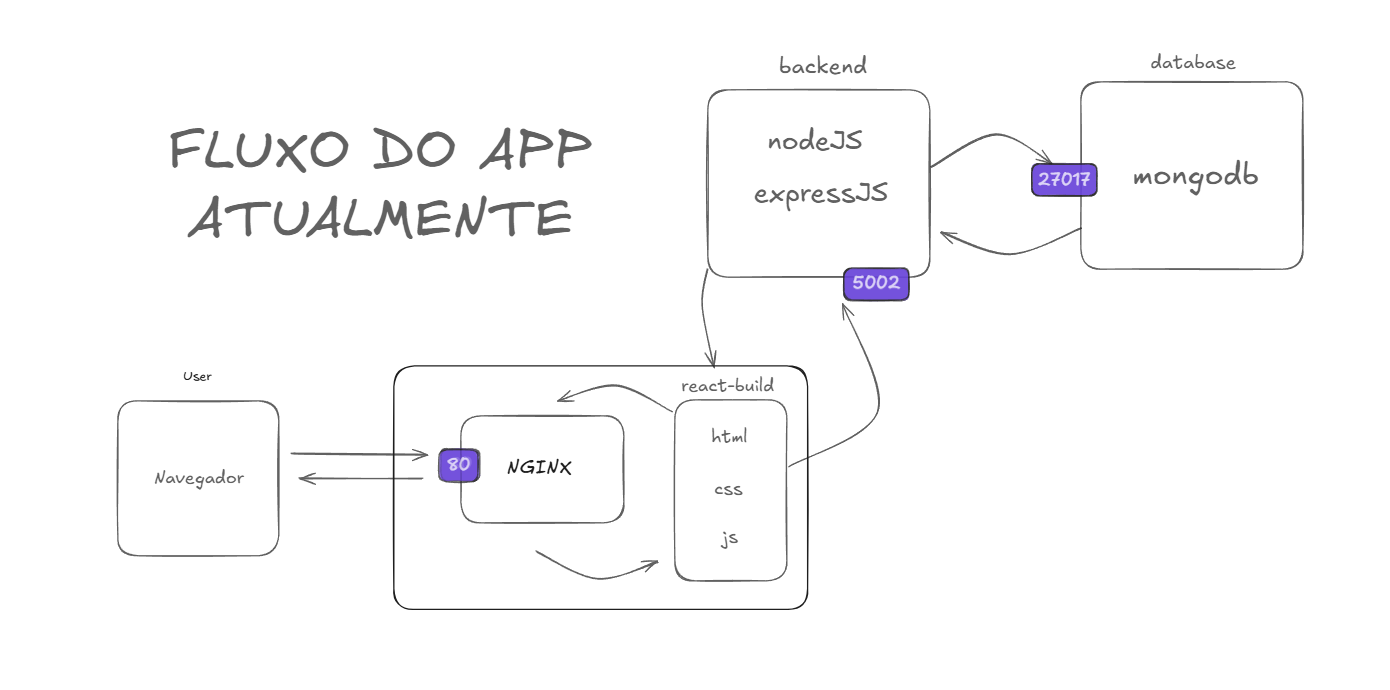 FLUXO DO APP
ATUALMENTE
backend
nodeJS
expressJS
5002
database
27017
mongodb
User
Navegador
80
NGINX
react-build
html
css
js